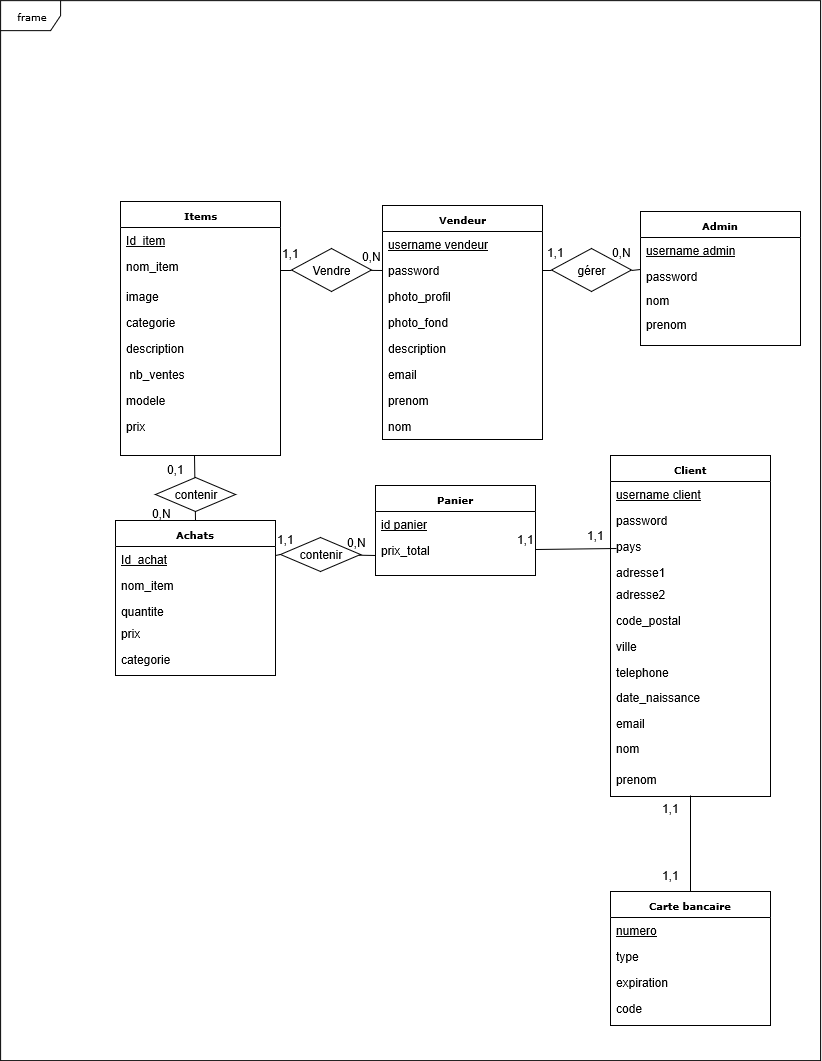 frame
Items
Id_item
nom_item
image
categorie
description
nb_ventes
modele
prix
1,1
Vendre
0,N
Vendeur
username vendeur
password
photo_profil
photo_fond
description
email
prenom
nom
1,1
gérer
0,N
Admin
username admin
password
nom
prenom
0,1
contenir
0,N
Achats
Id_achat
nom_item
quantite
prix
categorie
1,1
contenir
0,N
Panier
id panier
prix_total
1,1
1,1
Client
username client
password
pays
adresse1
adresse2
code_postal
ville
telephone
date_naissance
email
nom
prenom
1,1
1,1
Carte bancaire
numero
type
expiration
code